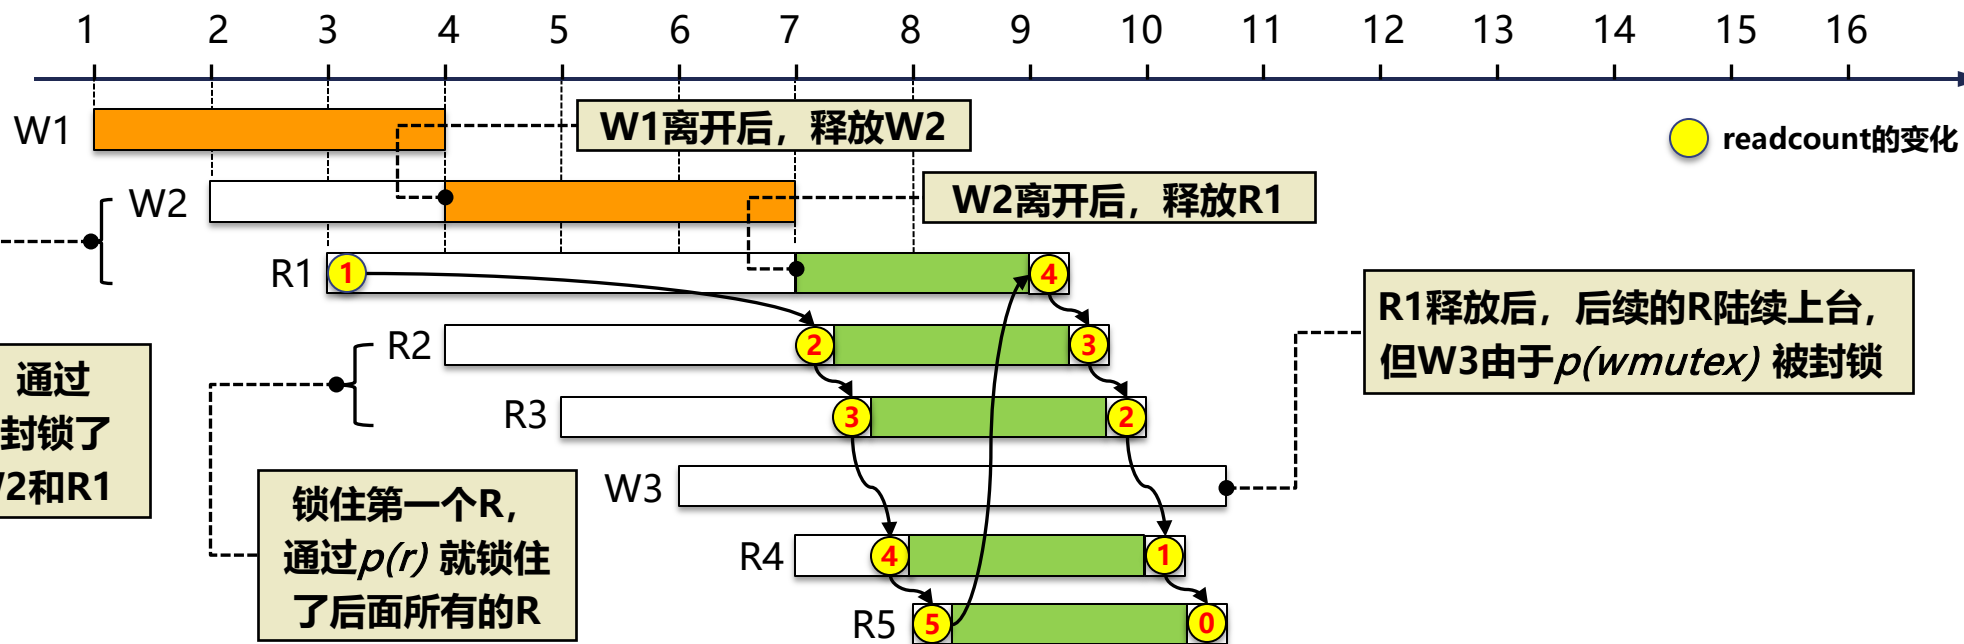 1 2 3 4 5 6 7 8 9 10 11 12 13 14 15 16
W1
W1离开后，释放W2
readcount的变化
W2
W2离开后，释放R1
R1 1 4
R1释放后，后续的R陆续上台，
但W3由于p(wmutex) 被封锁
R2 2 3
通过
封锁了
2和R1
R3 3 2
W3
锁住第一个R，
通过p(r) 就锁住
了后面所有的R
R4 4 1
R5 5 0